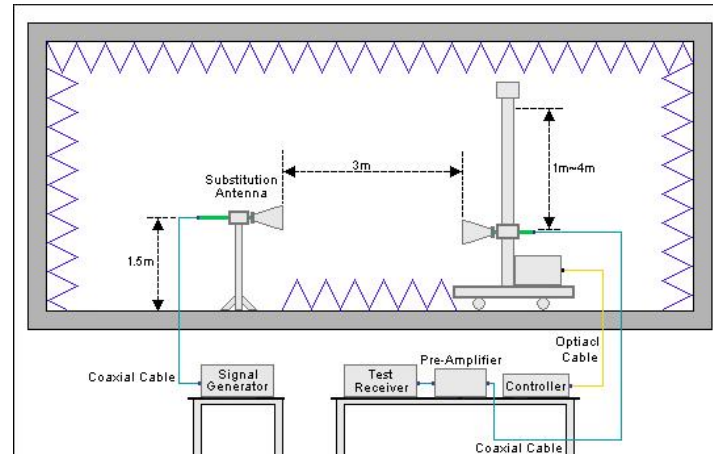 3m
1m~4m
Substitution
Antenna
1.5m
Optiacl
Cable
Coaxial Cable
Signal
Generator
Test
Receiver
Pre-Amplifier
Controller
Coaxial Cable